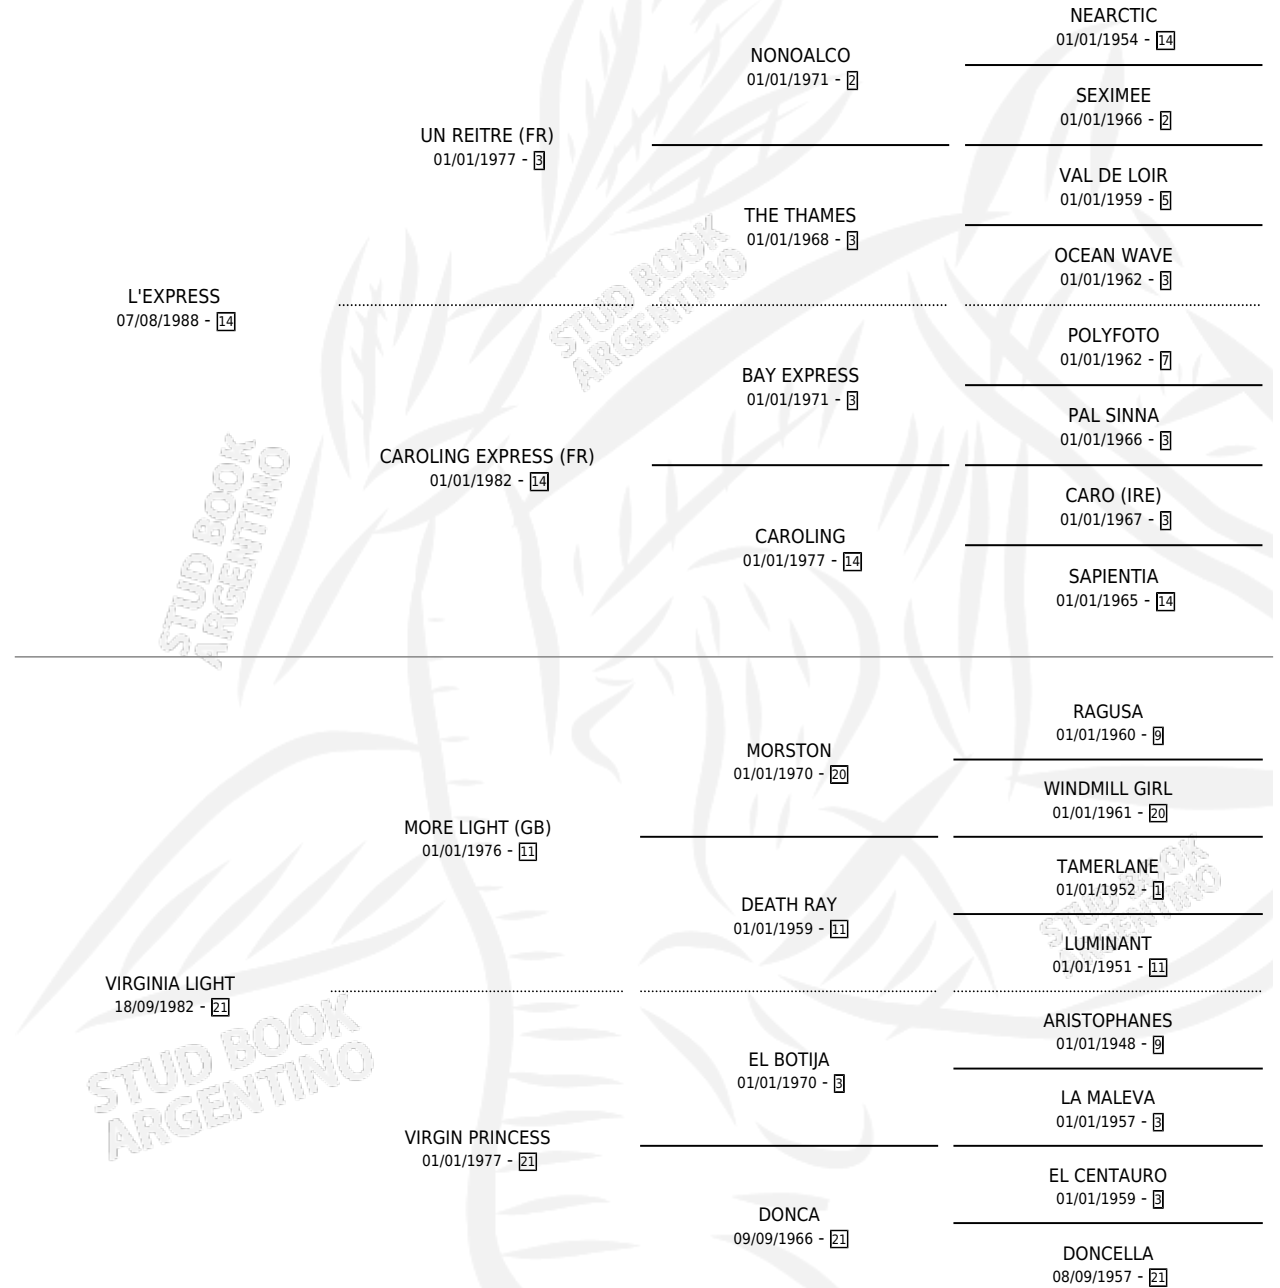 NEARCTIC
01/01/1954 - 14
NONOALCO
01/01/1971 - 2
SEXIMEE
01/01/1966 - 2
UN REITRE (FR)
01/01/1977 - 3
VAL DE LOIR
01/01/1959 - 5
THE THAMES
01/01/1968 - 3
OCEAN WAVE
01/01/1962 - 3
L'EXPRESS
07/08/1988 - 14
STUD BOOK
ARGENTINO
POLYFOTO
01/01/1962 - 7
BAY EXPRESS
01/01/1971 - 3
PAL SINNA
01/01/1966 - 3
CAROLING EXPRESS (FR)
01/01/1982 - 14
CARO (IRE)
01/01/1967 - 3
CAROLING
01/01/1977 - 14
SAPIENTIA
01/01/1965 - 14
STUD BOOK
ARGENTINO
RAGUSA
01/01/1960 - 9
MORSTON
01/01/1970 - 20
WINDMILL GIRL
01/01/1961 - 20
MORE LIGHT (GB)
01/01/1976 - 11
TAMERLANE
01/01/1952 - 1
DEATH RAY
01/01/1959 - 11
LUMINANT
01/01/1951 - 11
STUD BOOK
ARGENTINO
VIRGINIA LIGHT
18/09/1982 - 21
ARISTOPHANES
01/01/1948 - 9
EL BOTIJA
01/01/1970 - 3
LA MALEVA
01/01/1957 - 3
STUD BOOK
ARGENTINO
VIRGIN PRINCESS
01/01/1977 - 21
EL CENTAURO
01/01/1959 - 3
DONCA
09/09/1966 - 21
DONCELLA
08/09/1957 - 21